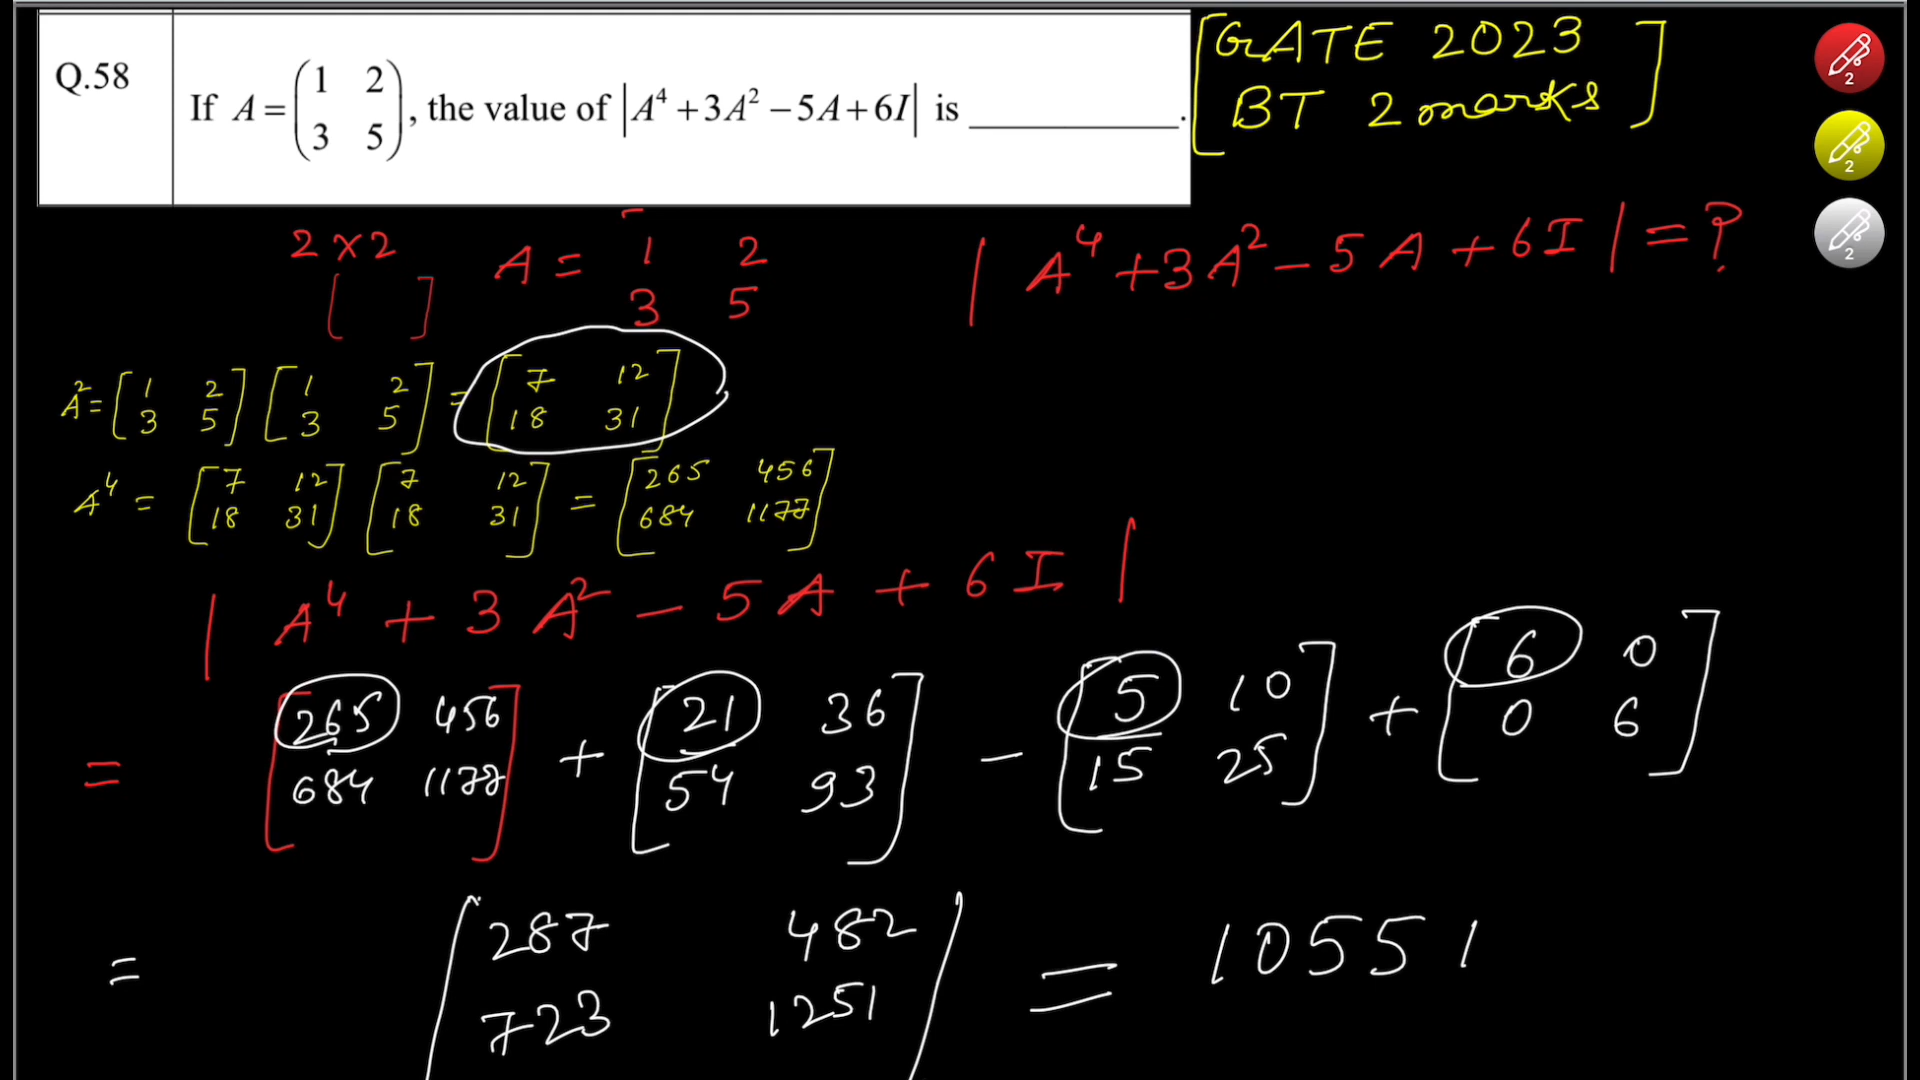 Q.58
If A = ( 1 2 3 5 ), the value of |A⁴ + 3A² − 5A + 6I| is __________.
[GATE 2023
BT 2 marks]
2 × 2
[ ]
A = 1 2
3 5
| A⁴ + 3A² − 5A + 6I | = ?
A² = [ 1 2 3 5 ] [ 1 2 3 5 ] = [ 7 12 18 31 ]
A⁴ = [ 7 12 18 31 ] [ 7 12 18 31 ] = [ 265 456 684 1177 ]
| A⁴ + 3A² − 5A + 6I |
= [ 265 456 684 1177 ] + [ 21 36 54 93 ] − [ 5 10 15 25 ] + [ 6 0 0 6 ]
= | 287 482 723 1251 | = 10551
2
2
2